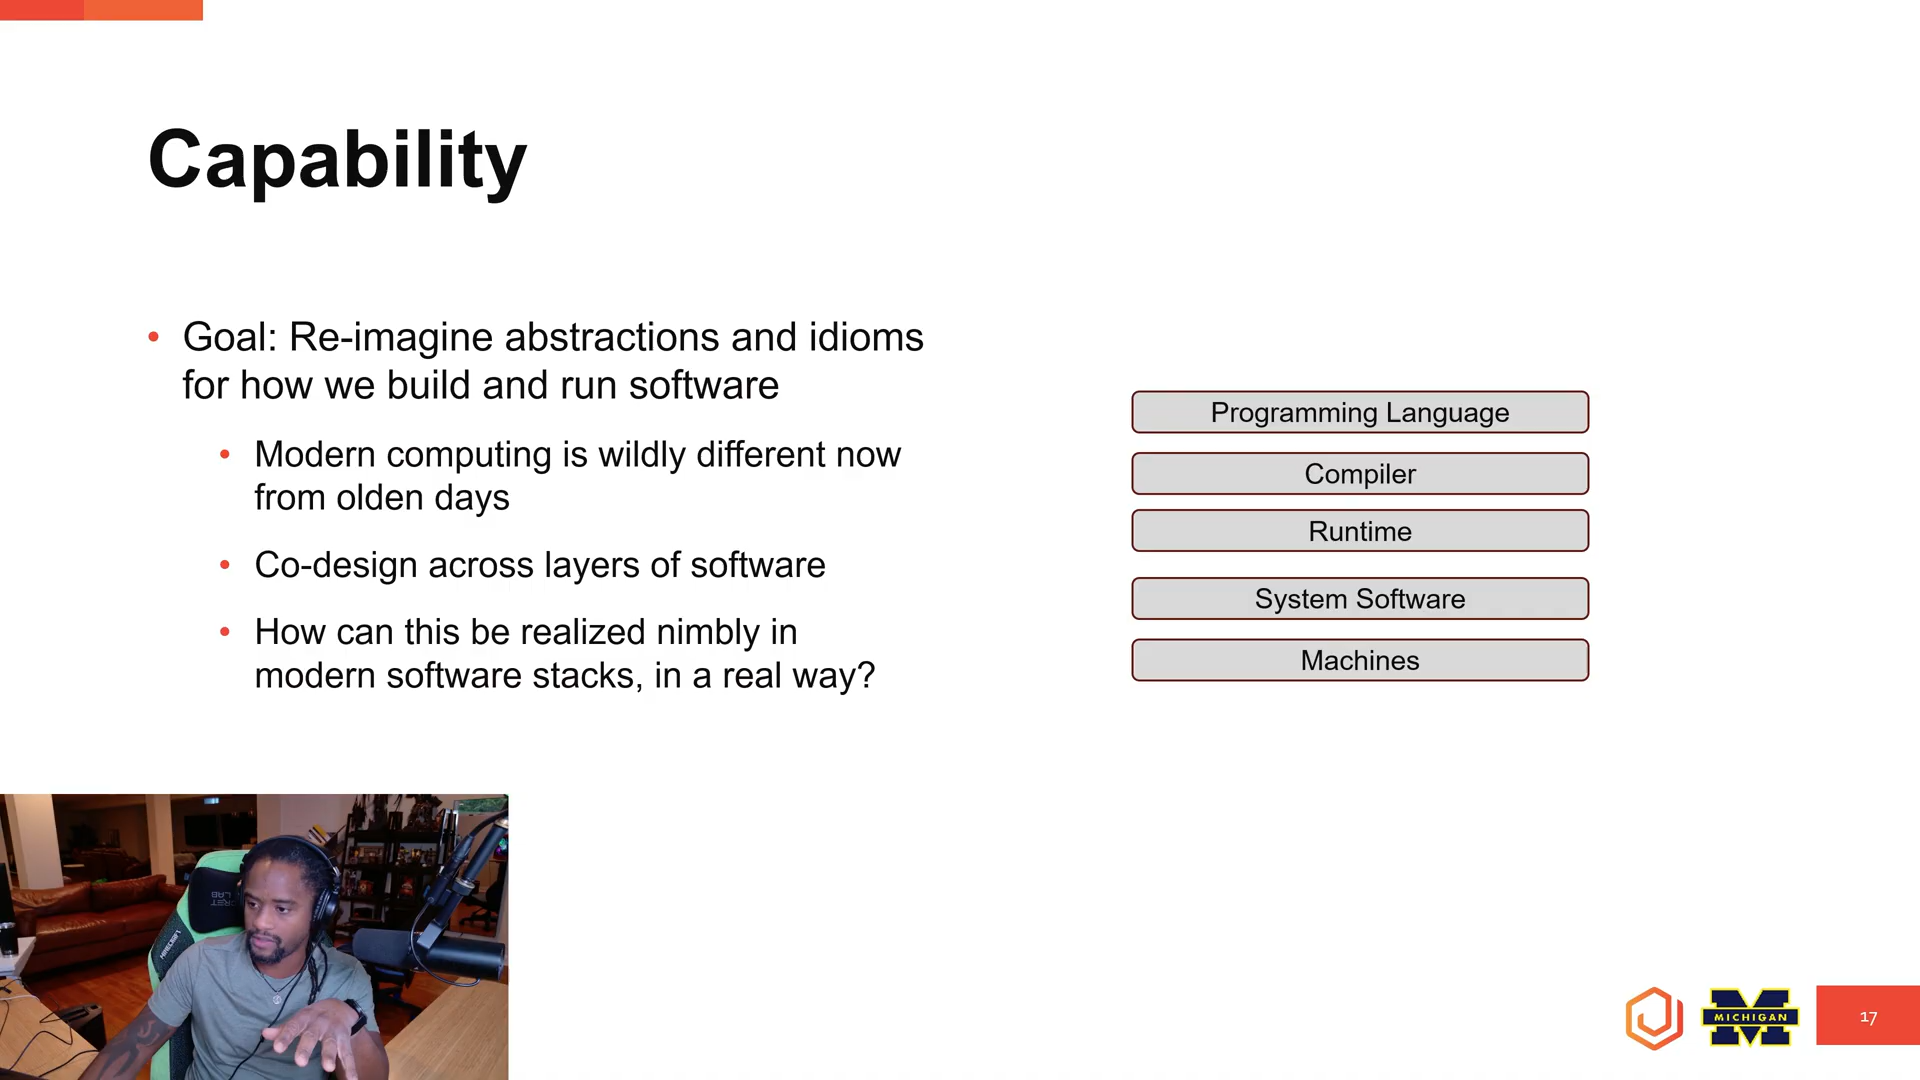 Capability
• Goal: Re-imagine abstractions and idioms
for how we build and run software
• Modern computing is wildly different now
from olden days
• Co-design across layers of software
• How can this be realized nimbly in
modern software stacks, in a real way?
Programming Language
Compiler
Runtime
System Software
Machines
MICHIGAN
17